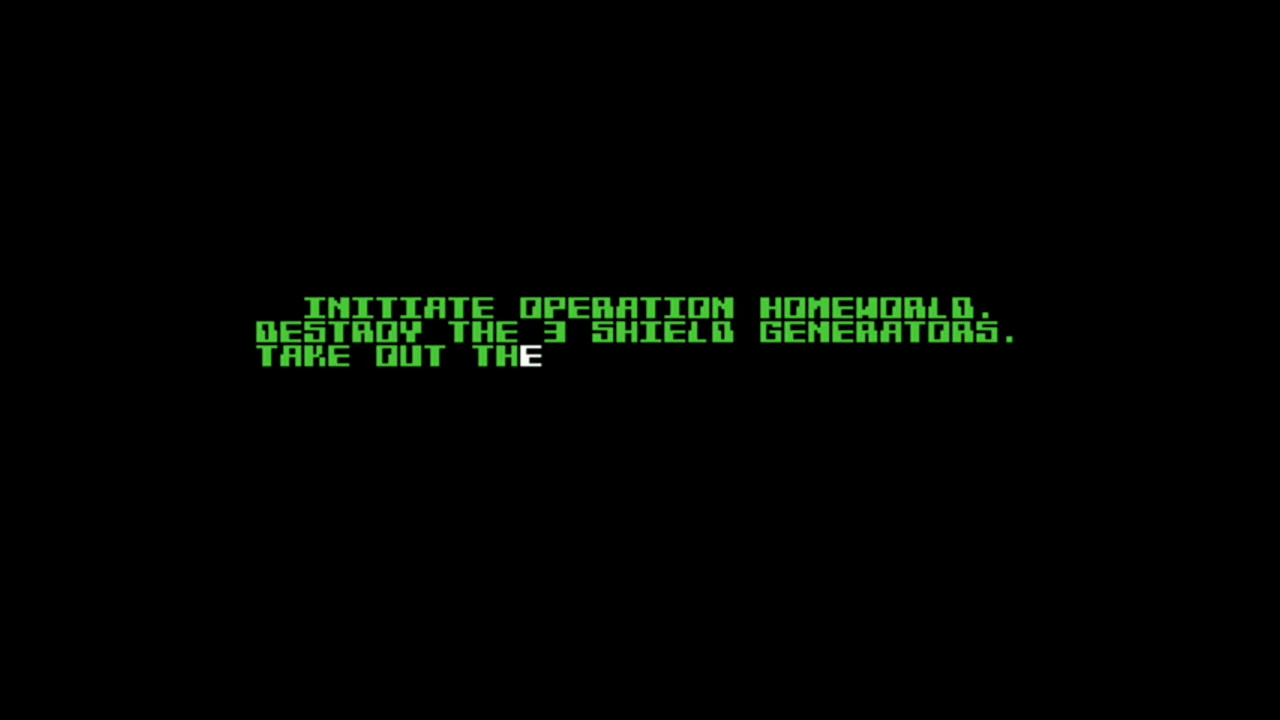 INITIATE OPERATION HOMEWORLD.
DESTROY THE 3 SHIELD GENERATORS.
TAKE OUT THE